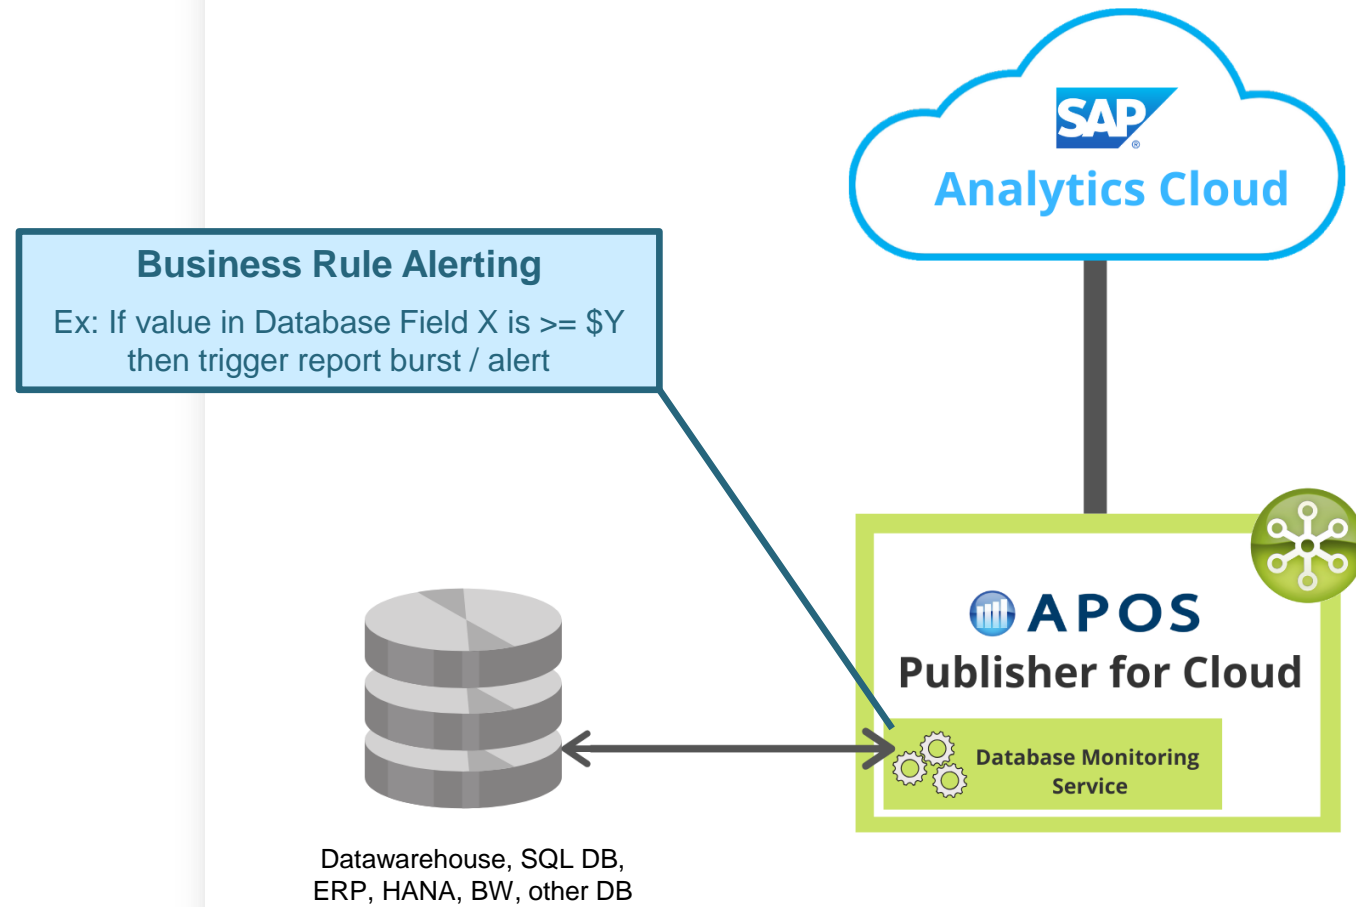 SAP
®
Analytics Cloud
Business Rule Alerting
Ex: If value in Database Field X is >= $Y
then trigger report burst / alert
APOS
Publisher for Cloud
Database Monitoring
Service
Datawarehouse, SQL DB,
ERP, HANA, BW, other DB